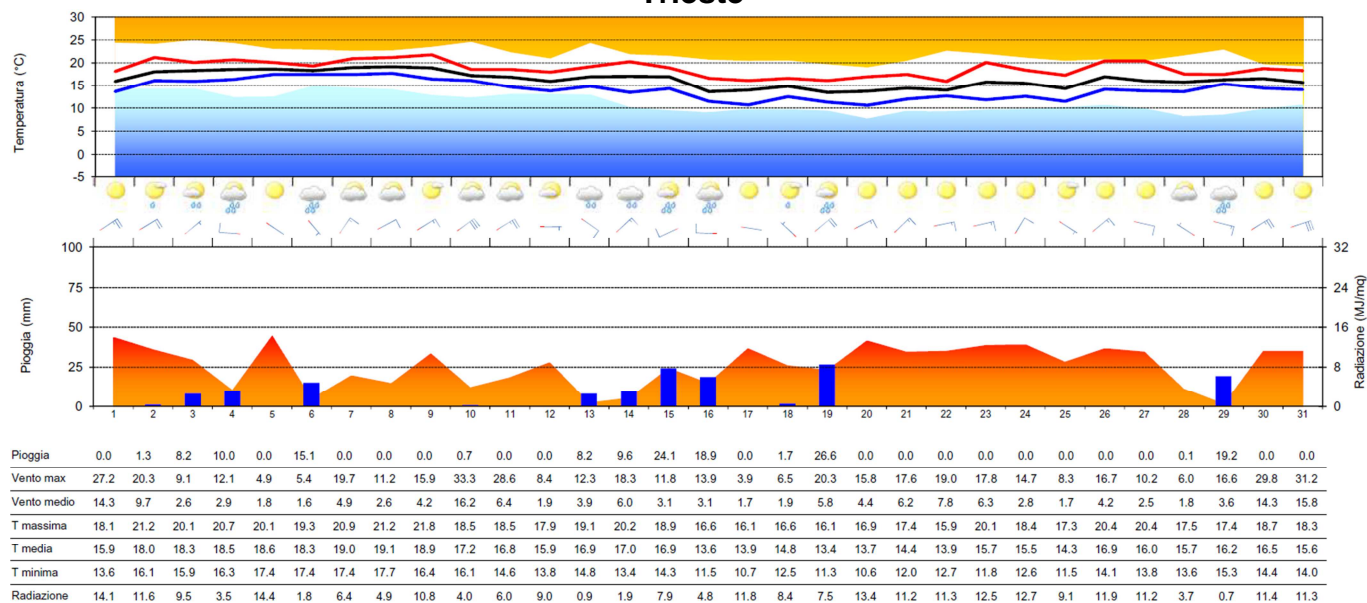 Trieste
30
25
20
15
10
5
0
-5
Temperatura (°C)
100
75
50
25
0
Pioggia (mm)
32
24
16
8
0
Radiazione (MJ/mq)
1 2 3 4 5 6 7 8 9 10 11 12 13 14 15 16 17 18 19 20 21 22 23 24 25 26 27 28 29 30 31
Pioggia 0.0 1.3 8.2 10.0 0.0 15.1 0.0 0.0 0.0 0.7 0.0 0.0 8.2 9.6 24.1 18.9 0.0 1.7 26.6 0.0 0.0 0.0 0.0 0.0 0.0 0.0 0.0 0.1 19.2 0.0 0.0
Vento max 27.2 20.3 9.1 12.1 4.9 5.4 19.7 11.2 15.9 33.3 28.6 8.4 12.3 18.3 11.8 13.9 3.9 6.5 20.3 15.8 17.6 19.0 17.8 14.7 8.3 16.7 10.2 6.0 16.6 29.8 31.2
Vento medio 14.3 9.7 2.6 2.9 1.8 1.6 4.9 2.6 4.2 16.2 6.4 1.9 3.9 6.0 3.1 3.1 1.7 1.9 5.8 4.4 6.2 7.8 6.3 2.8 1.7 4.2 2.5 1.8 3.6 14.3 15.8
T massima 18.1 21.2 20.1 20.7 20.1 19.3 20.9 21.2 21.8 18.5 18.5 17.9 19.1 20.2 18.9 16.6 16.1 16.6 16.1 16.9 17.4 15.9 20.1 18.4 17.3 20.4 20.4 17.5 17.4 18.7 18.3
T media 15.9 18.0 18.3 18.5 18.6 18.3 19.0 19.1 18.9 17.2 16.8 15.9 16.9 17.0 16.9 13.6 13.9 14.8 13.4 13.7 14.4 13.9 15.7 15.5 14.3 16.9 16.0 15.7 16.2 16.5 15.6
T minima 13.6 16.1 15.9 16.3 17.4 17.4 17.4 17.7 16.4 16.1 14.6 13.8 14.8 13.4 14.3 11.5 10.7 12.5 11.3 10.6 12.0 12.7 11.8 12.6 11.5 14.1 13.8 13.6 15.3 14.4 14.0
Radiazione 14.1 11.6 9.5 3.5 14.4 1.8 6.4 4.9 10.8 4.0 6.0 9.0 0.9 1.9 7.9 4.8 11.8 8.4 7.5 13.4 11.2 11.3 12.5 12.7 9.1 11.9 11.2 3.7 0.7 11.4 11.3